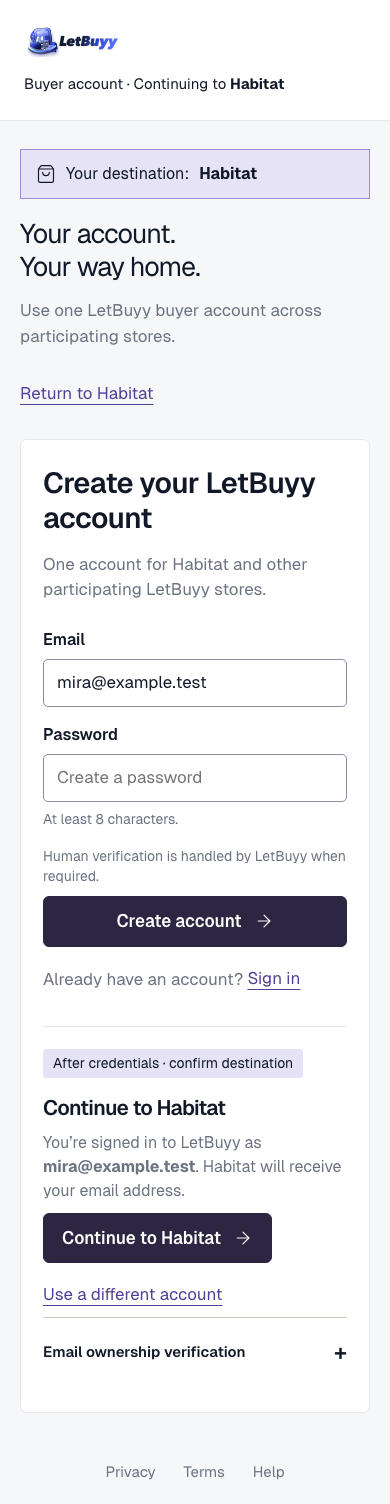 LetBuyy
Buyer account · Continuing to Habitat
Your destination: Habitat
Your account.
Your way home.
Use one LetBuyy buyer account across
participating stores.
Return to Habitat
Create your LetBuyy
account
One account for Habitat and other
participating LetBuyy stores.
Email
mira@example.test
Password
Create a password
At least 8 characters.
Human verification is handled by LetBuyy when
required.
Create account →
Already have an account? Sign in
After credentials · confirm destination
Continue to Habitat
You’re signed in to LetBuyy as
mira@example.test. Habitat will receive
your email address.
Continue to Habitat →
Use a different account
Email ownership verification +
Privacy Terms Help